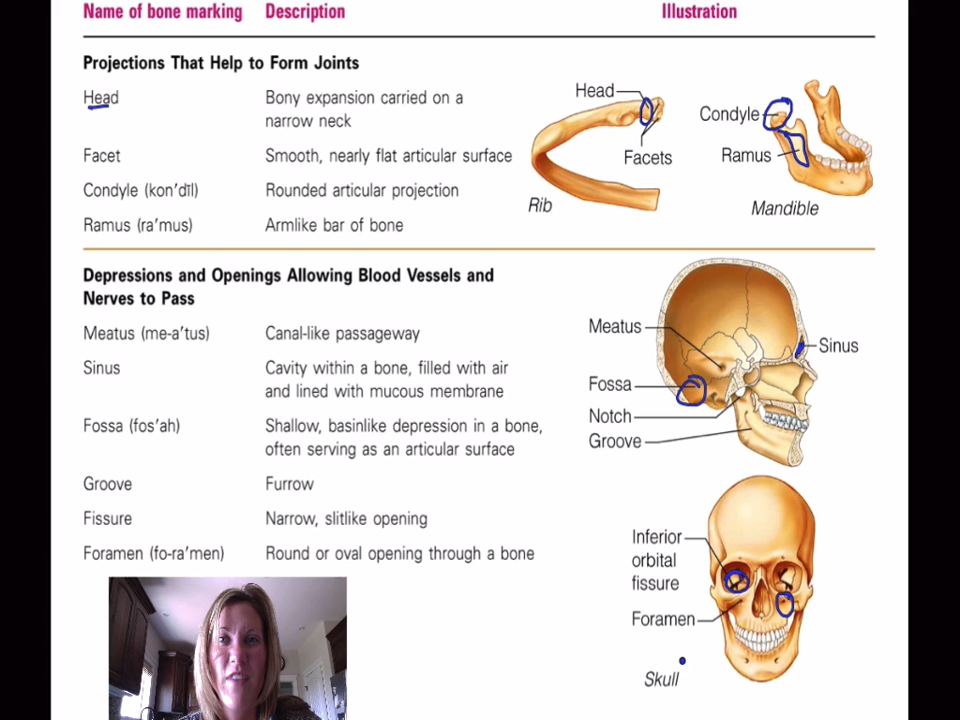 Name of bone marking Description Illustration
Projections That Help to Form Joints
Head Bony expansion carried on a
narrow neck
Facet Smooth, nearly flat articular surface
Condyle (kon'dīl) Rounded articular projection
Ramus (ra'mus) Armlike bar of bone
Head
Facets
Rib
Condyle
Ramus
Mandible
Depressions and Openings Allowing Blood Vessels and
Nerves to Pass
Meatus (me-a'tus) Canal-like passageway
Sinus Cavity within a bone, filled with air
and lined with mucous membrane
Fossa (fos'ah) Shallow, basinlike depression in a bone,
often serving as an articular surface
Groove Furrow
Fissure Narrow, slitlike opening
Foramen (fo-ra'men) Round or oval opening through a bone
Meatus
Sinus
Fossa
Notch
Groove
Inferior
orbital
fissure
Foramen
Skull